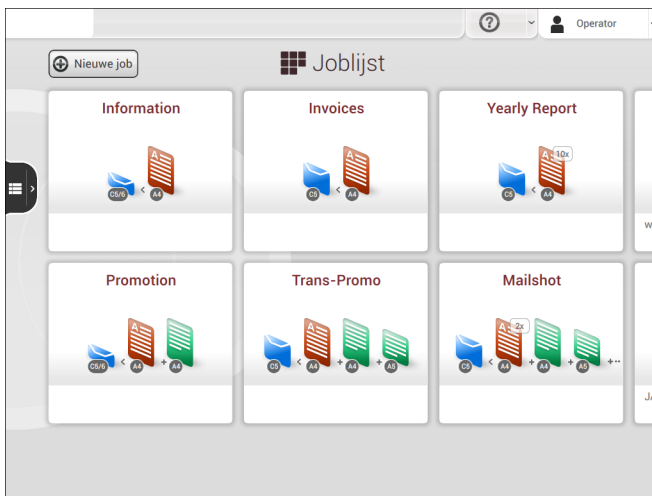 Operator
Nieuwe job
Joblijst
Information
A
C5/6 < A4
Invoices
A
C5 < A4
Yearly Report
A 10x
C5 < A4
Promotion
A
C5/6 < A4 + A4
Trans-Promo
A
C5 < A4 + A4 + A5
Mailshot
A 2x
C5 < A4 + A4 + A5 +